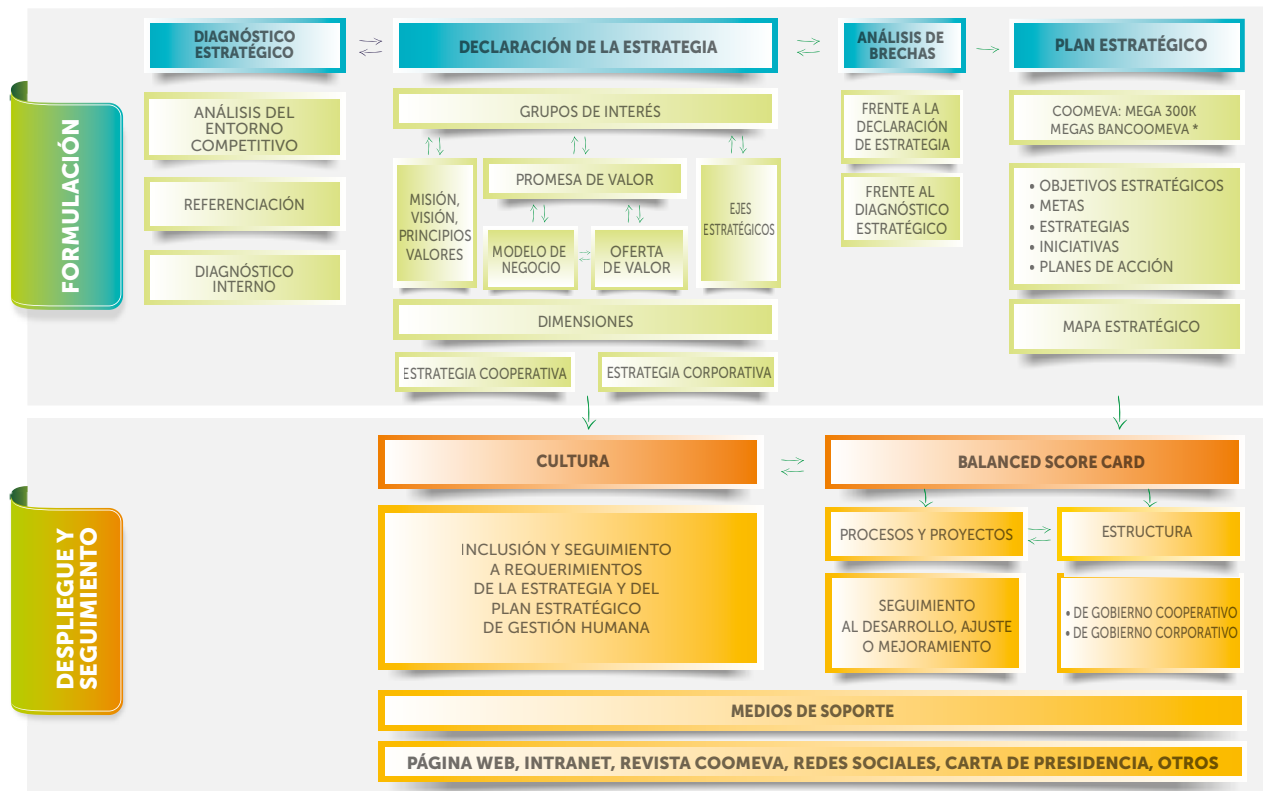 FORMULACIÓN
DIAGNÓSTICO
ESTRATÉGICO
ANÁLISIS DEL
ENTORNO
COMPETITIVO
REFERENCIACIÓN
DIAGNÓSTICO
INTERNO
DECLARACIÓN DE LA ESTRATEGIA
GRUPOS DE INTERÉS
MISIÓN,
VISIÓN,
PRINCIPIOS
VALORES
PROMESA DE VALOR
MODELO DE
NEGOCIO
OFERTA
DE VALOR
EJES
ESTRATÉGICOS
DIMENSIONES
ESTRATEGIA COOPERATIVA
ESTRATEGIA CORPORATIVA
ANÁLISIS DE
BRECHAS
FRENTE A LA
DECLARACIÓN
DE ESTRATEGIA
FRENTE AL
DIAGNÓSTICO
ESTRATÉGICO
PLAN ESTRATÉGICO
COOMEVA: MEGA 300K
MEGAS BANCOOMEVA *
• OBJETIVOS ESTRATÉGICOS
• METAS
• ESTRATEGIAS
• INICIATIVAS
• PLANES DE ACCIÓN
MAPA ESTRATÉGICO
DESPLIEGUE Y
SEGUIMIENTO
CULTURA
INCLUSIÓN Y SEGUIMIENTO
A REQUERIMIENTOS
DE LA ESTRATEGIA Y DEL
PLAN ESTRATÉGICO
DE GESTIÓN HUMANA
BALANCED SCORE CARD
PROCESOS Y PROYECTOS
SEGUIMIENTO
AL DESARROLLO, AJUSTE
O MEJORAMIENTO
ESTRUCTURA
• DE GOBIERNO COOPERATIVO
• DE GOBIERNO CORPORATIVO
MEDIOS DE SOPORTE
PÁGINA WEB, INTRANET, REVISTA COOMEVA, REDES SOCIALES, CARTA DE PRESIDENCIA, OTROS